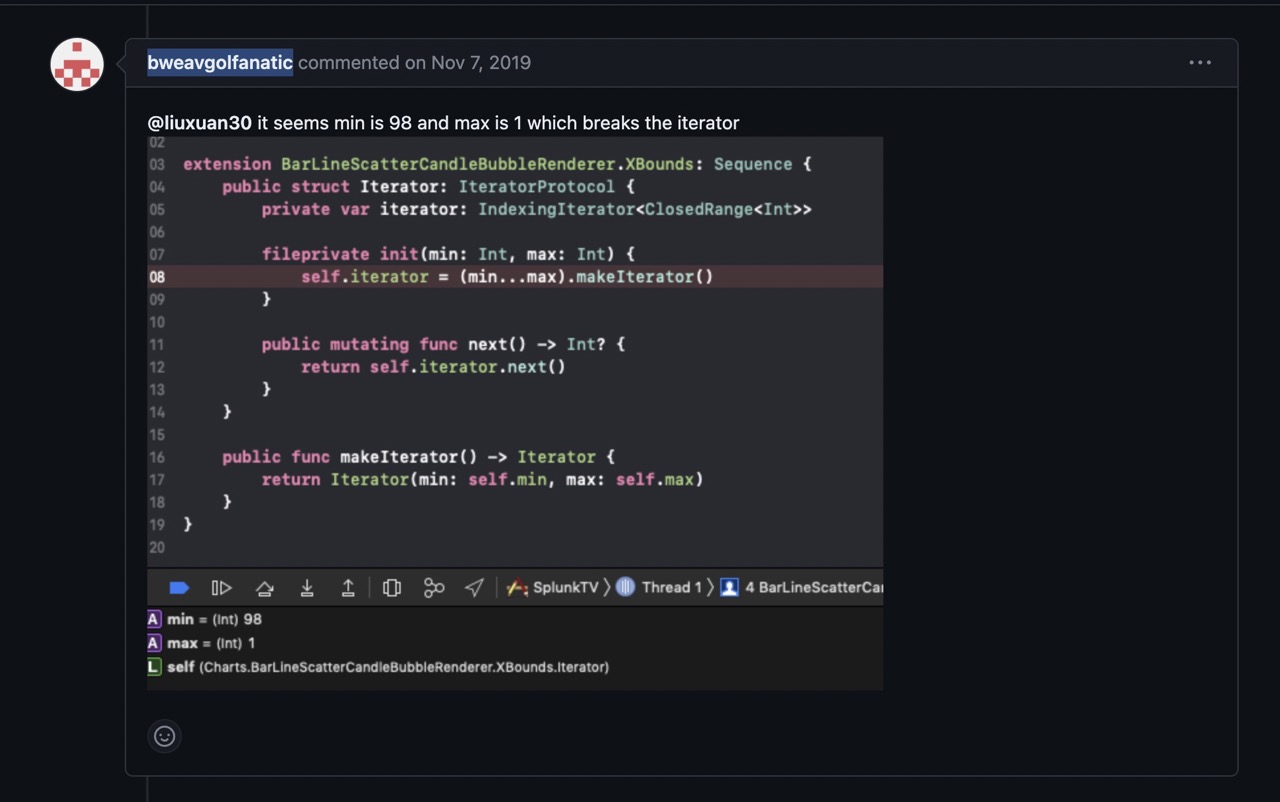 bweavgolfanatic commented on Nov 7, 2019
@liuxuan30 it seems min is 98 and max is 1 which breaks the iterator
02
03 extension BarLineScatterCandleBubbleRenderer.XBounds: Sequence {
04 public struct Iterator: IteratorProtocol {
05 private var iterator: IndexingIterator<ClosedRange<Int>>
06
07 fileprivate init(min: Int, max: Int) {
08 self.iterator = (min...max).makeIterator()
09 }
10
11 public mutating func next() -> Int? {
12 return self.iterator.next()
13 }
14 }
15
16 public func makeIterator() -> Iterator {
17 return Iterator(min: self.min, max: self.max)
18 }
19 }
20
SplunkTV Thread 1 4 BarLineScatterCar
A min = (Int) 98
A max = (Int) 1
L self (Charts.BarLineScatterCandleBubbleRenderer.XBounds.Iterator)